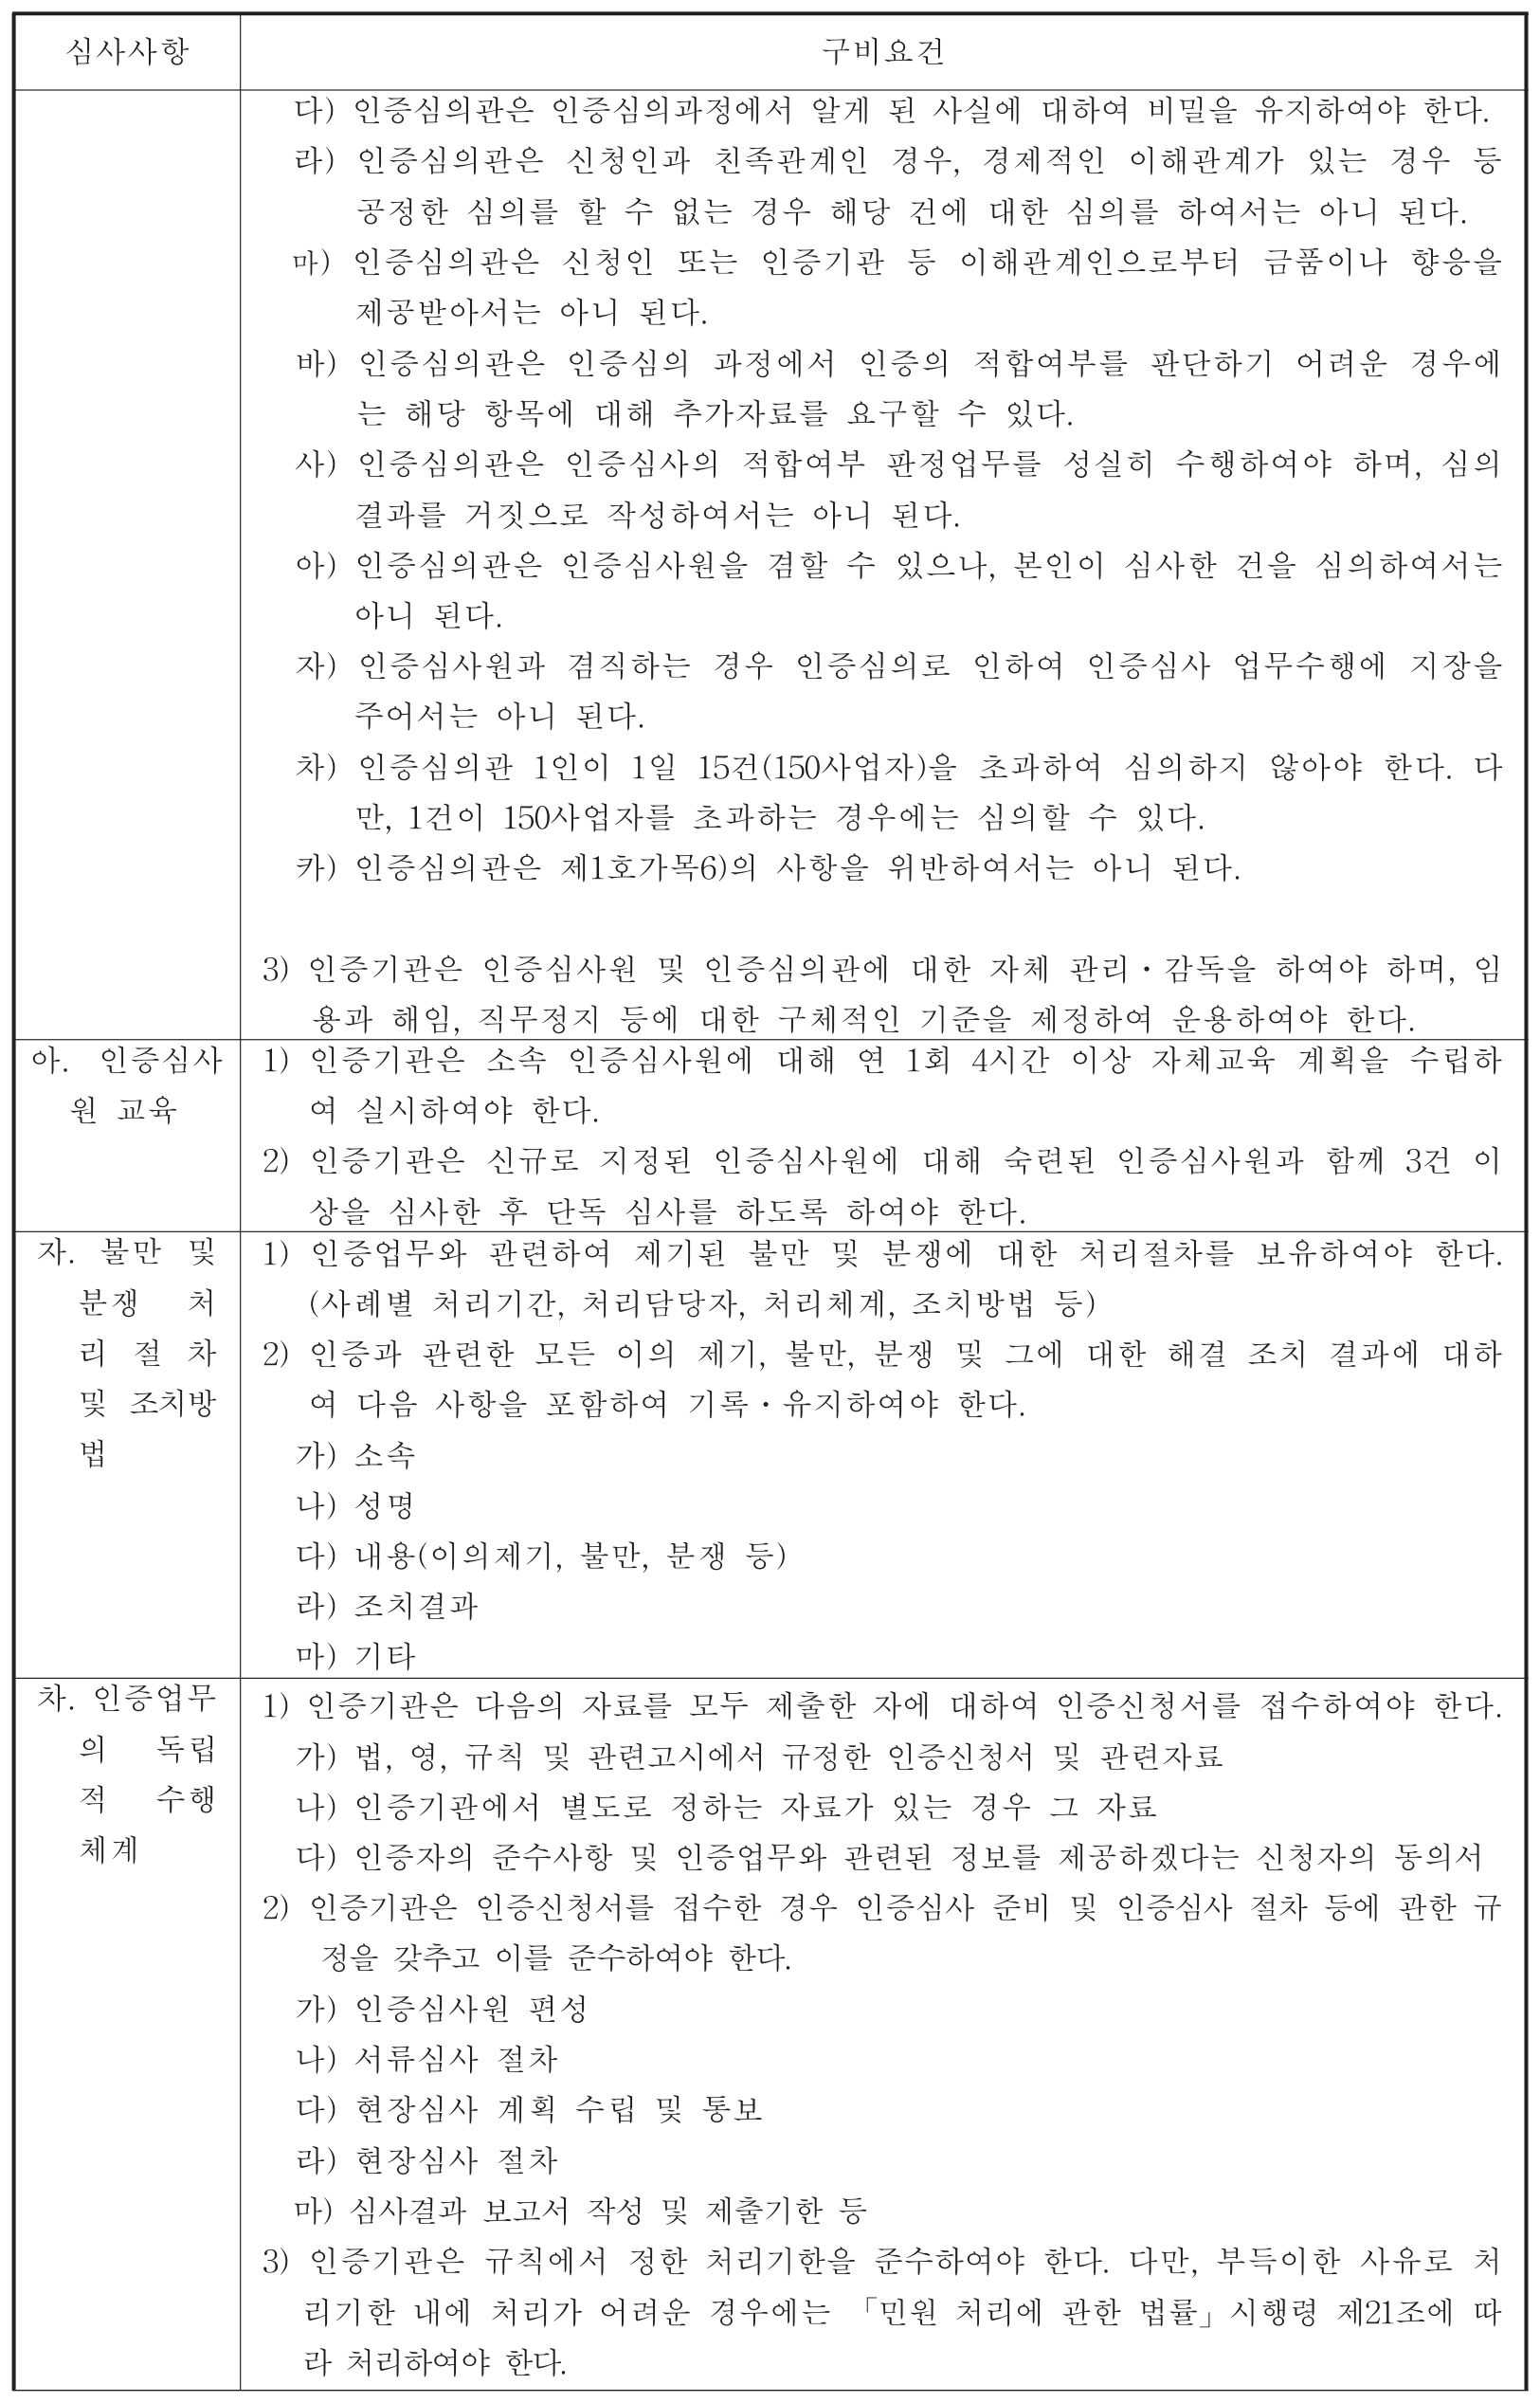 심사사항
구비요건
다) 인증심의관은 인증심의과정에서 알게 된 사실에 대하여 비밀을 유지하여야 한다.
라) 인증심의관은 신청인과 친족관계인 경우, 경제적인 이해관계가 있는 경우 등
공정한 심의를 할 수 없는 경우 해당 건에 대한 심의를 하여서는 아니 된다.
마) 인증심의관은 신청인 또는 인증기관 등 이해관계인으로부터 금품이나 향응을
제공받아서는 아니 된다.
바) 인증심의관은 인증심의 과정에서 인증의 적합여부를 판단하기 어려운 경우에
는 해당 항목에 대해 추가자료를 요구할 수 있다.
사) 인증심의관은 인증심사의 적합여부 판정업무를 성실히 수행하여야 하며, 심의
결과를 거짓으로 작성하여서는 아니 된다.
아) 인증심의관은 인증심사원을 겸할 수 있으나, 본인이 심사한 건을 심의하여서는
아니 된다.
자) 인증심사원과 겸직하는 경우 인증심의로 인하여 인증심사 업무수행에 지장을
주어서는 아니 된다.
차) 인증심의관 1인이 1일 15건(150사업자)을 초과하여 심의하지 않아야 한다. 다
만, 1건이 150사업자를 초과하는 경우에는 심의할 수 있다.
카) 인증심의관은 제1호가목6)의 사항을 위반하여서는 아니 된다.
3) 인증기관은 인증심사원 및 인증심의관에 대한 자체 관리・감독을 하여야 하며, 임
용과 해임, 직무정지 등에 대한 구체적인 기준을 제정하여 운용하여야 한다.
아. 인증심사
원 교육
1) 인증기관은 소속 인증심사원에 대해 연 1회 4시간 이상 자체교육 계획을 수립하
여 실시하여야 한다.
2) 인증기관은 신규로 지정된 인증심사원에 대해 숙련된 인증심사원과 함께 3건 이
상을 심사한 후 단독 심사를 하도록 하여야 한다.
자. 불만 및
분쟁 처
리 절 차
및 조치방
법
1) 인증업무와 관련하여 제기된 불만 및 분쟁에 대한 처리절차를 보유하여야 한다.
(사례별 처리기간, 처리담당자, 처리체계, 조치방법 등)
2) 인증과 관련한 모든 이의 제기, 불만, 분쟁 및 그에 대한 해결 조치 결과에 대하
여 다음 사항을 포함하여 기록・유지하여야 한다.
가) 소속
나) 성명
다) 내용(이의제기, 불만, 분쟁 등)
라) 조치결과
마) 기타
차. 인증업무
의 독립
적 수행
체계
1) 인증기관은 다음의 자료를 모두 제출한 자에 대하여 인증신청서를 접수하여야 한다.
가) 법, 영, 규칙 및 관련고시에서 규정한 인증신청서 및 관련자료
나) 인증기관에서 별도로 정하는 자료가 있는 경우 그 자료
다) 인증자의 준수사항 및 인증업무와 관련된 정보를 제공하겠다는 신청자의 동의서
2) 인증기관은 인증신청서를 접수한 경우 인증심사 준비 및 인증심사 절차 등에 관한 규
정을 갖추고 이를 준수하여야 한다.
가) 인증심사원 편성
나) 서류심사 절차
다) 현장심사 계획 수립 및 통보
라) 현장심사 절차
마) 심사결과 보고서 작성 및 제출기한 등
3) 인증기관은 규칙에서 정한 처리기한을 준수하여야 한다. 다만, 부득이한 사유로 처
리기한 내에 처리가 어려운 경우에는 「민원 처리에 관한 법률」시행령 제21조에 따
라 처리하여야 한다.